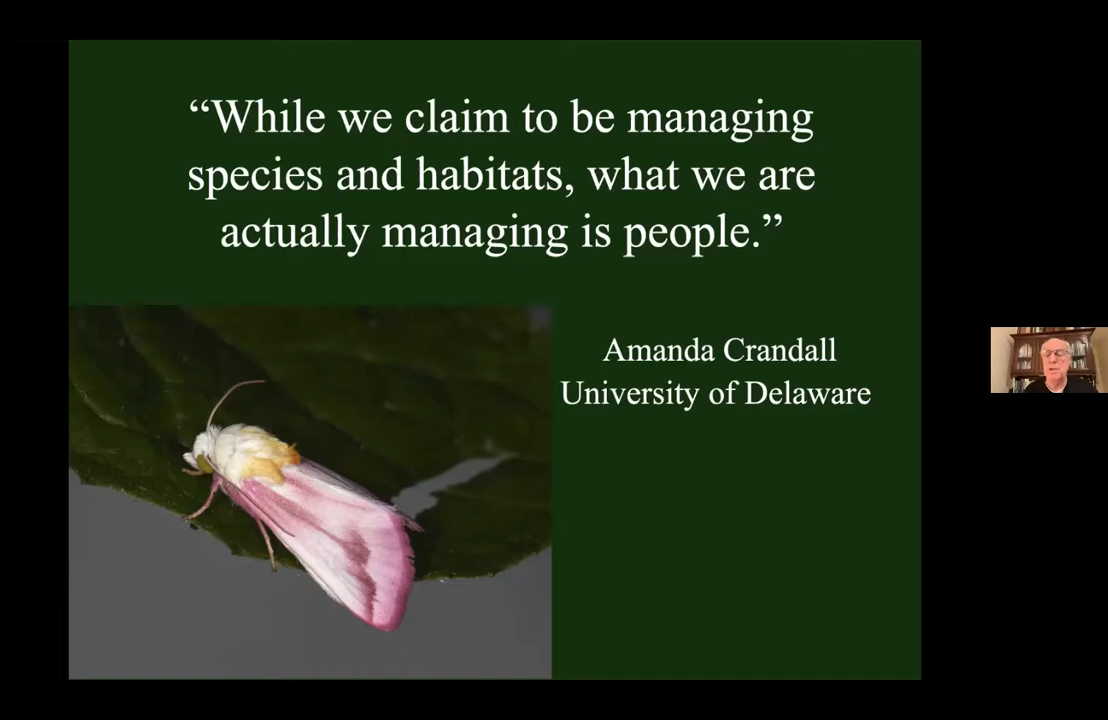 “While we claim to be managing
species and habitats, what we are
actually managing is people.”
Amanda Crandall
University of Delaware